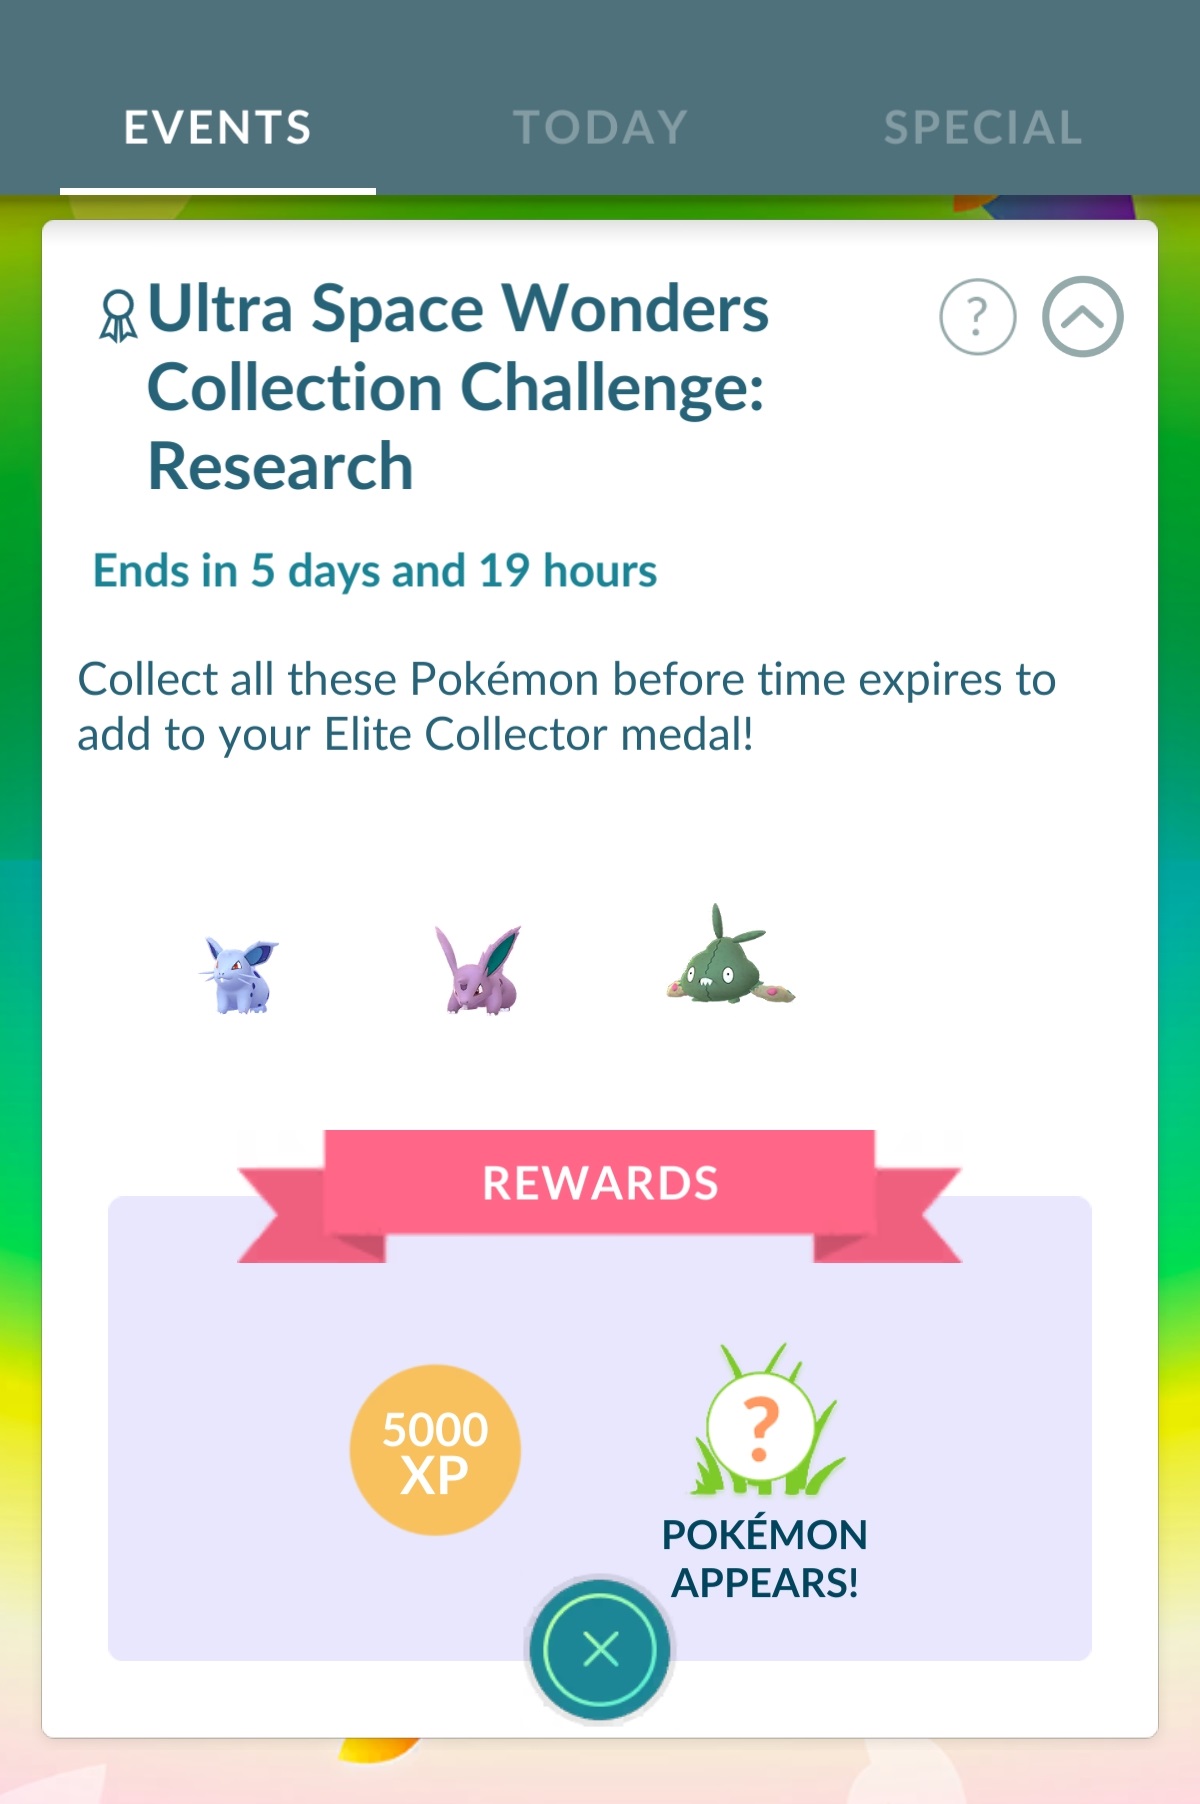 EVENTS
TODAY
SPECIAL
Ultra Space Wonders
Collection Challenge:
Research
?
Ends in 5 days and 19 hours
Collect all these Pokémon before time expires to
add to your Elite Collector medal!
REWARDS
5000
XP
?
POKÉMON
APPEARS!